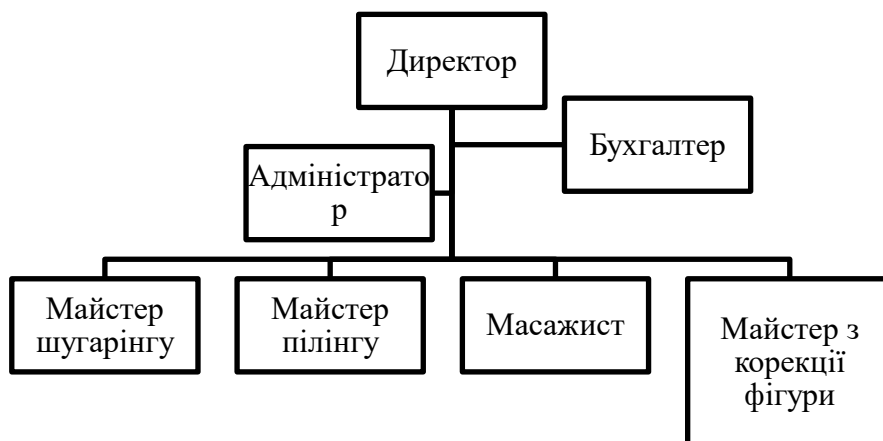 Директор
Бухгалтер
Адміністрато
р
Майстер
шугарінгу
Майстер
пілінгу
Масажист
Майстер з
корекції
фігури